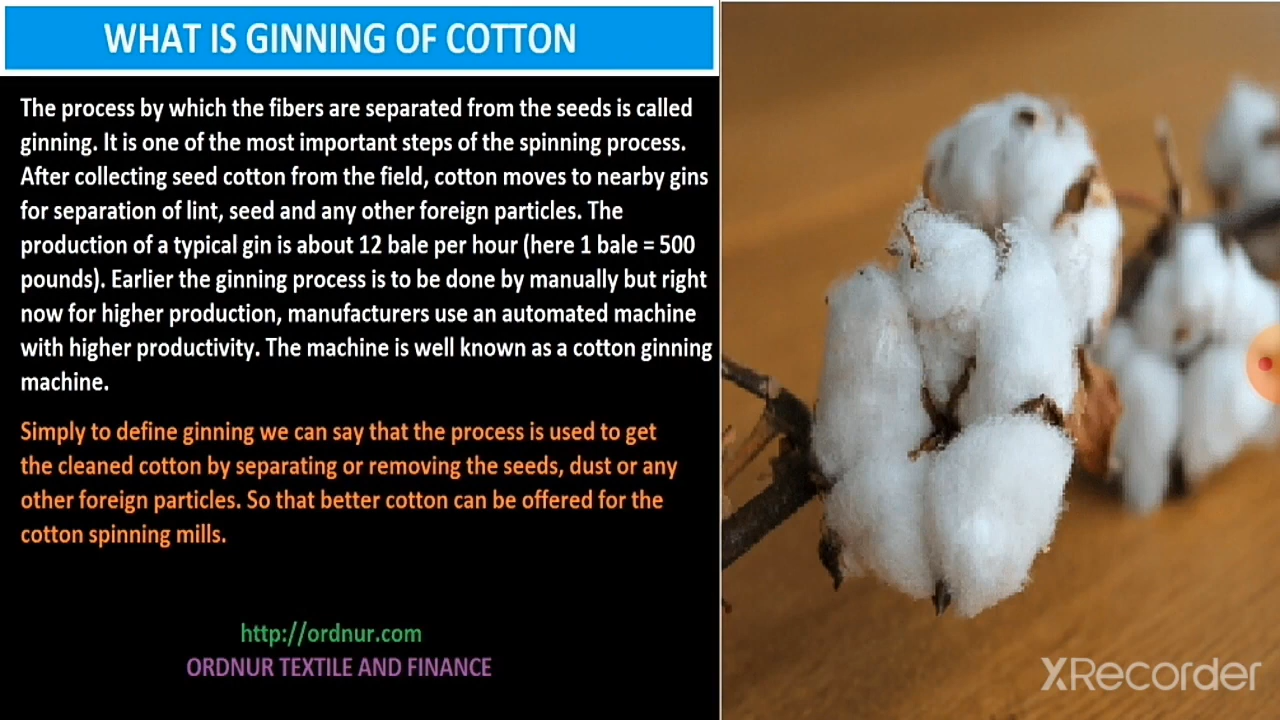 WHAT IS GINNING OF COTTON
The process by which the fibers are separated from the seeds is called
ginning. It is one of the most important steps of the spinning process.
After collecting seed cotton from the field, cotton moves to nearby gins
for separation of lint, seed and any other foreign particles. The
production of a typical gin is about 12 bale per hour (here 1 bale = 500
pounds). Earlier the ginning process is to be done by manually but right
now for higher production, manufacturers use an automated machine
with higher productivity. The machine is well known as a cotton ginning
machine.
Simply to define ginning we can say that the process is used to get
the cleaned cotton by separating or removing the seeds, dust or any
other foreign particles. So that better cotton can be offered for the
cotton spinning mills.
http://ordnur.com
ORDNUR TEXTILE AND FINANCE
XRecorder